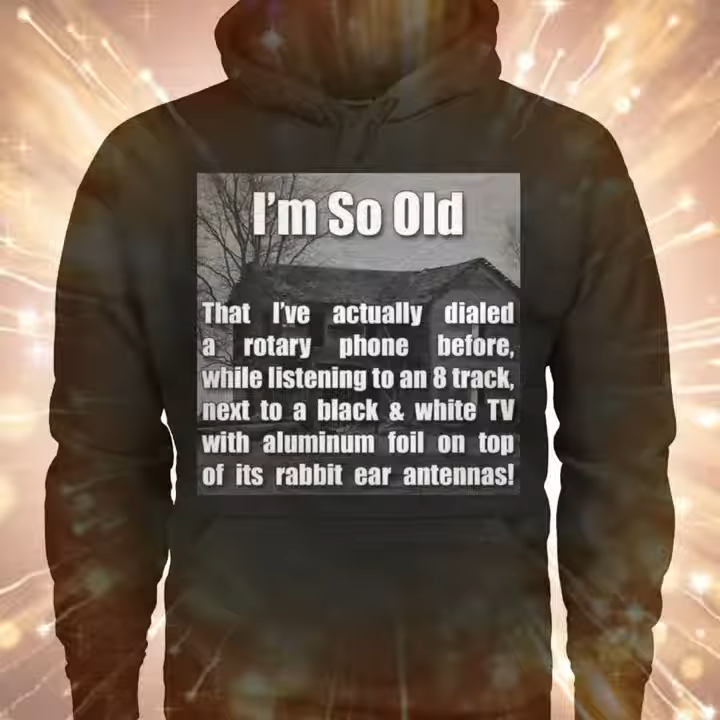 I'm So Old
That I've actually dialed
a rotary phone before,
while listening to an 8 track,
next to a black & white TV
with aluminum foil on top
of its rabbit ear antennas!